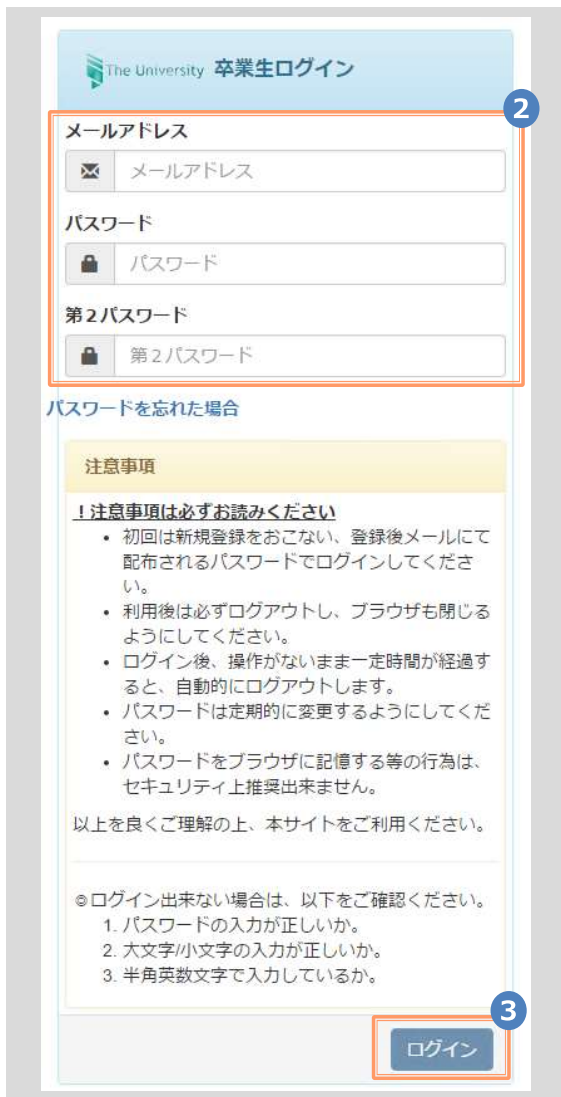 The University 卒業生ログイン
2
メールアドレス
メールアドレス
パスワード
パスワード
第2パスワード
第2パスワード
パスワードを忘れた場合
注意事項
！注意事項は必ずお読みください
• 初回は新規登録をおこない、登録後メールにて
配布されるパスワードでログインしてくださ
い。
• 利用後は必ずログアウトし、ブラウザも閉じる
ようにしてください。
• ログイン後、操作がないまま一定時間が経過す
ると、自動的にログアウトします。
• パスワードは定期的に変更するようにしてくだ
さい。
• パスワードをブラウザに記憶する等の行為は、
セキュリティ上推奨出来ません。
以上を良くご理解の上、本サイトをご利用ください。
◎ログイン出来ない場合は、以下をご確認ください。
1. パスワードの入力が正しいか。
2. 大文字/小文字の入力が正しいか。
3. 半角英数文字で入力しているか。
3
ログイン